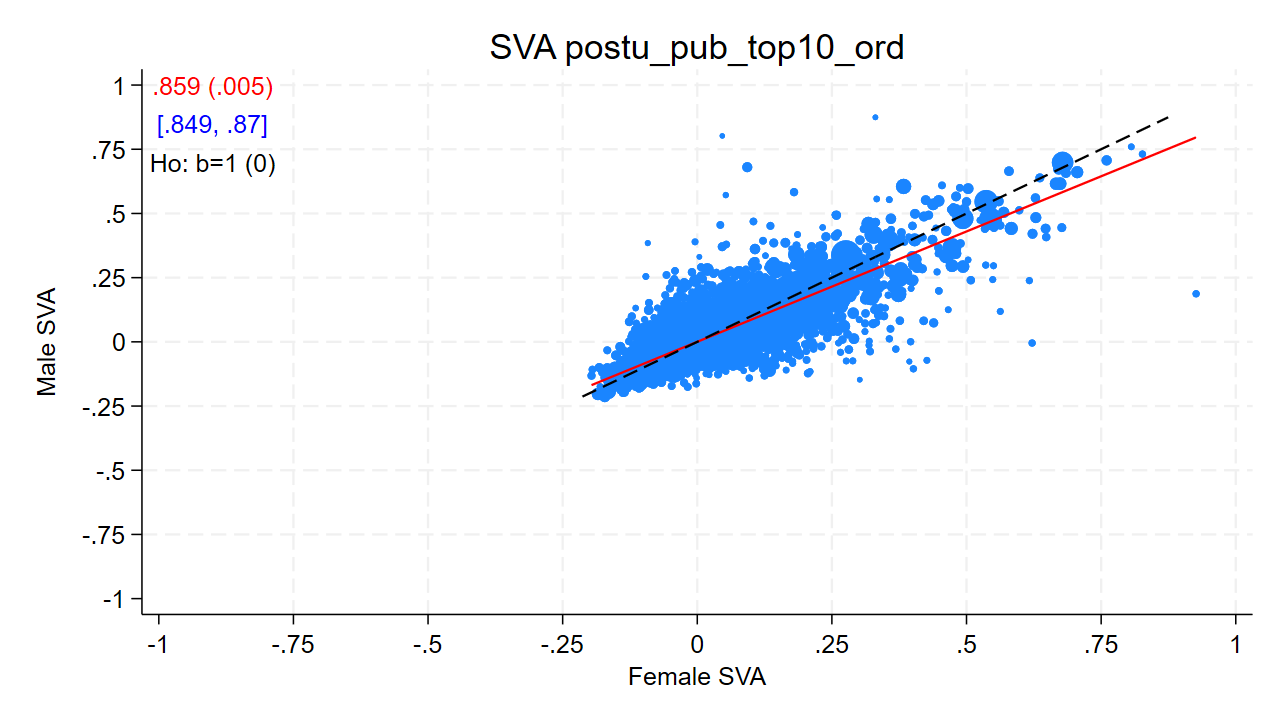 SVA postu_pub_top10_ord
.859 (.005)
[.849, .87]
Ho: b=1 (0)
Male SVA
1
.75
.5
.25
0
-.25
-.5
-.75
-1
-1 -.75 -.5 -.25 0 .25 .5 .75 1
Female SVA